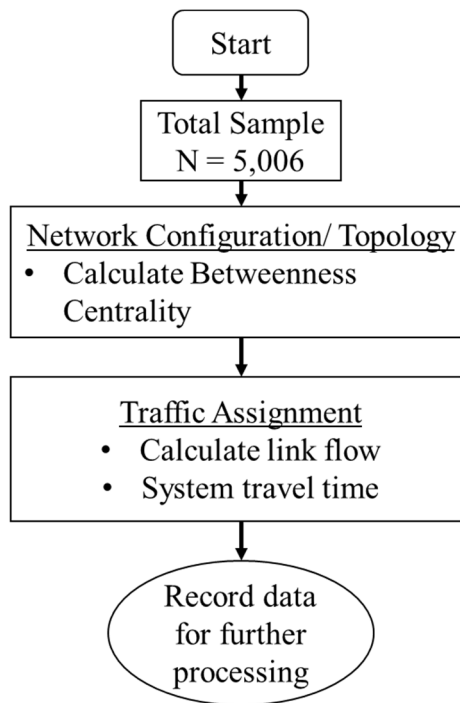 Start
Total Sample
N = 5,006
Network Configuration/ Topology
• Calculate Betweenness
Centrality
Traffic Assignment
• Calculate link flow
• System travel time
Record data
for further
processing